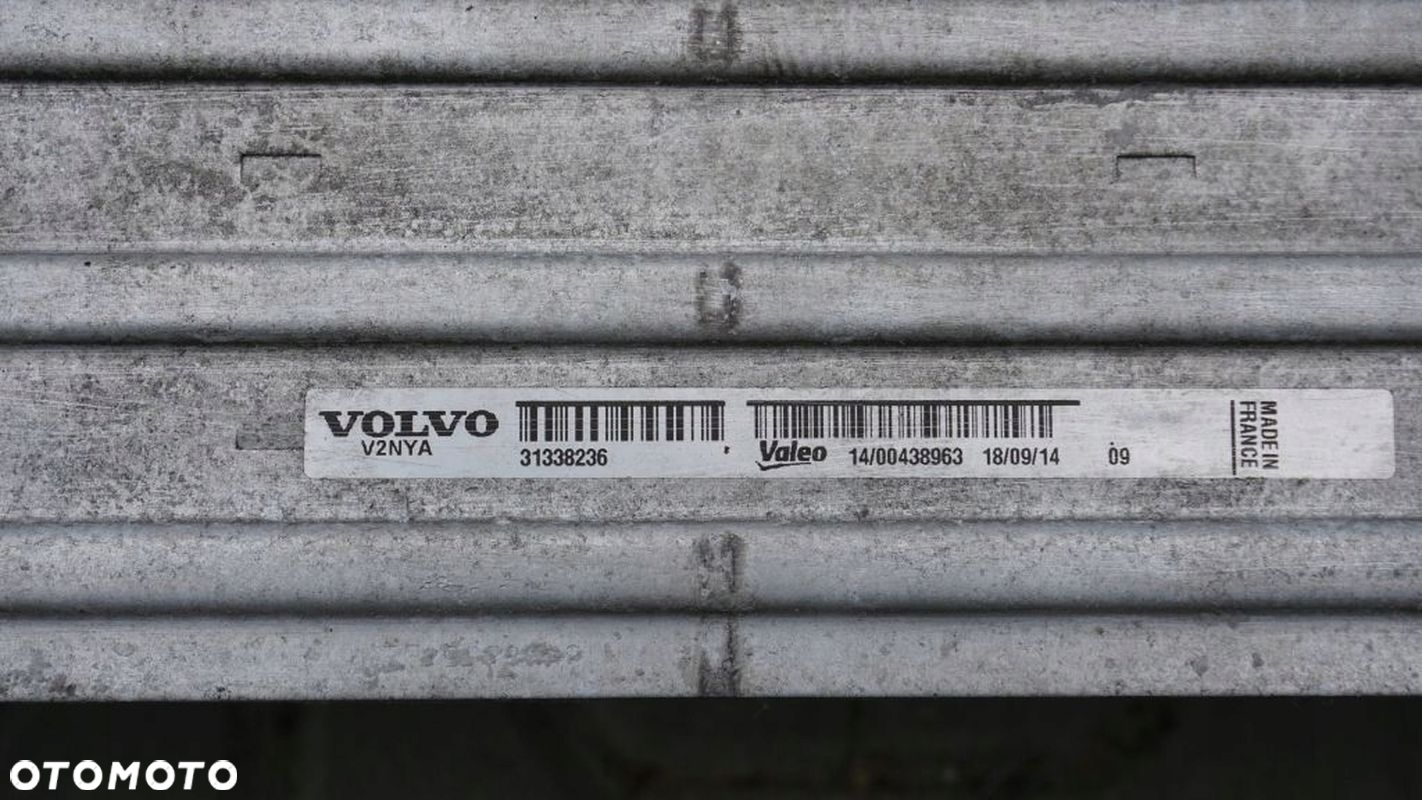 VOLVO
V2NYA
31338236
Valeo 14/00438963 18/09/14 09
MADE IN
FRANCE
OTOMOTO